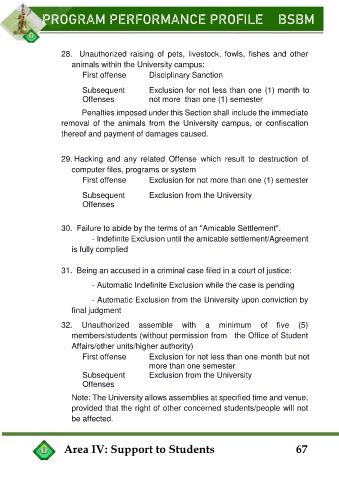 PROGRAM PERFORMANCE PROFILE BSBM
28. Unauthorized raising of pets, livestock, fowls, fishes and other
animals within the University campus:
First offense Disciplinary Sanction
Subsequent Exclusion for not less than one (1) month to
Offenses not more than one (1) semester
Penalties imposed under this Section shall include the immediate
removal of the animals from the University campus, or confiscation
thereof and payment of damages caused.
29. Hacking and any related Offense which result to destruction of
computer files, programs or system
First offense Exclusion for not more than one (1) semester
Subsequent Exclusion from the University
Offenses
30. Failure to abide by the terms of an "Amicable Settlement".
- Indefinite Exclusion until the amicable settlement/Agreement
is fully complied
31. Being an accused in a criminal case filed in a court of justice:
- Automatic Indefinite Exclusion while the case is pending
- Automatic Exclusion from the University upon conviction by
final judgment
32. Unauthorized assemble with a minimum of five (5)
members/students (without permission from the Office of Student
Affairs/other units/higher authority)
First offense Exclusion for not less than one month but not
more than one semester
Subsequent Exclusion from the University
Offenses
Note: The University allows assemblies at specified time and venue,
provided that the right of other concerned students/people will not
be affected.
Area IV: Support to Students 67